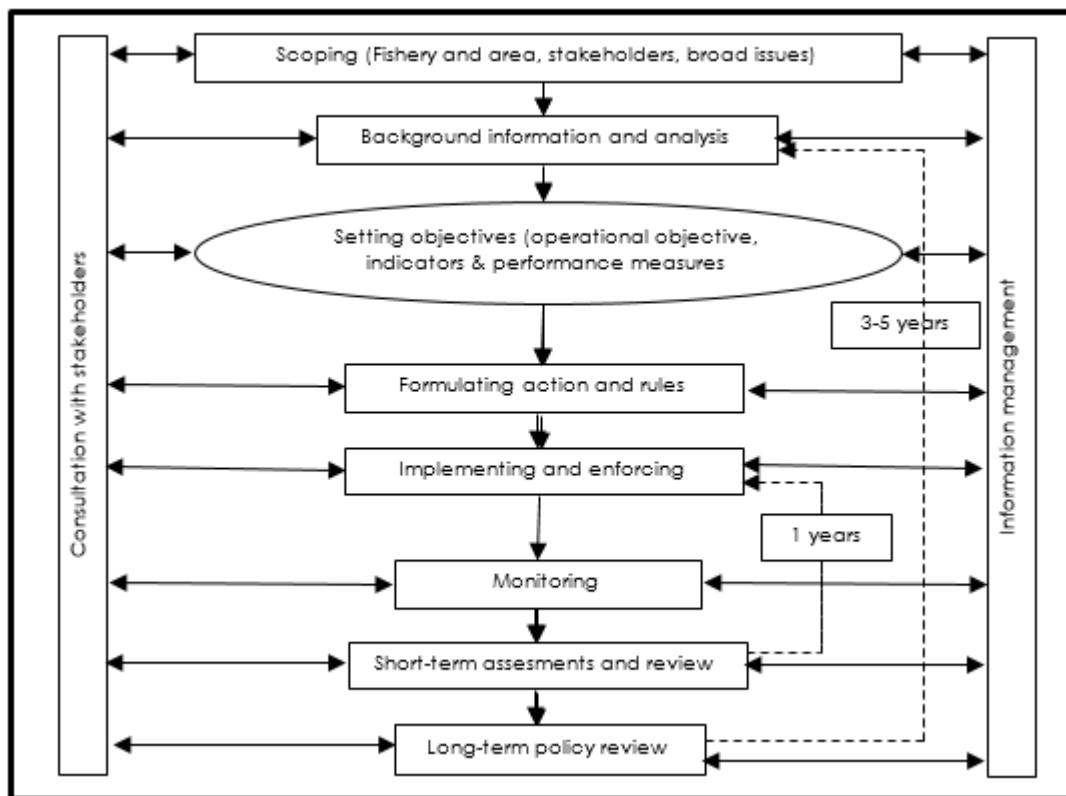 Scoping (Fishery and area, stakeholders, broad issues)
Background information and analysis
Setting objectives (operational objective,
indicators & performance measures
3-5 years
Formulating action and rules
Implementing and enforcing
1 years
Monitoring
Short-term assesments and review
Long-term policy review
Consultation with stakeholders
Information management